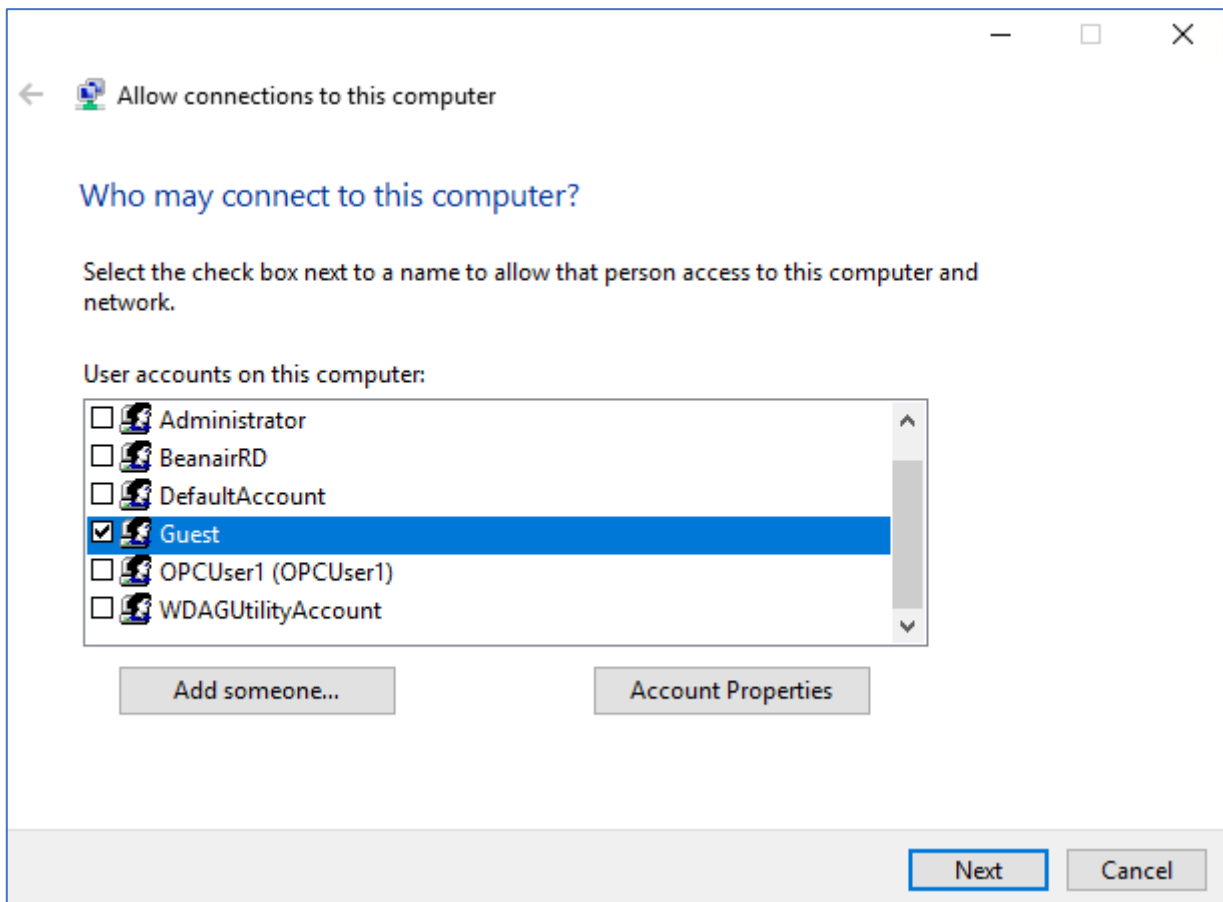 Allow connections to this computer
Who may connect to this computer?
Select the check box next to a name to allow that person access to this computer and
network.
User accounts on this computer:
Administrator
BeanairRD
DefaultAccount
Guest
OPCUser1 (OPCUser1)
WDAGUtilityAccount
Add someone... Account Properties
Next Cancel